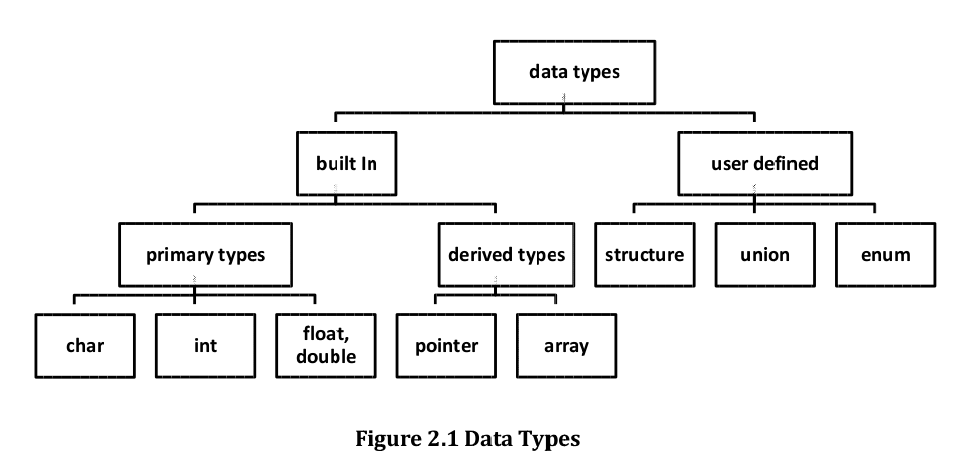 data types
built In
user defined
primary types
derived types
structure
union
enum
char
int
float,
double
pointer
array
Figure 2.1 Data Types